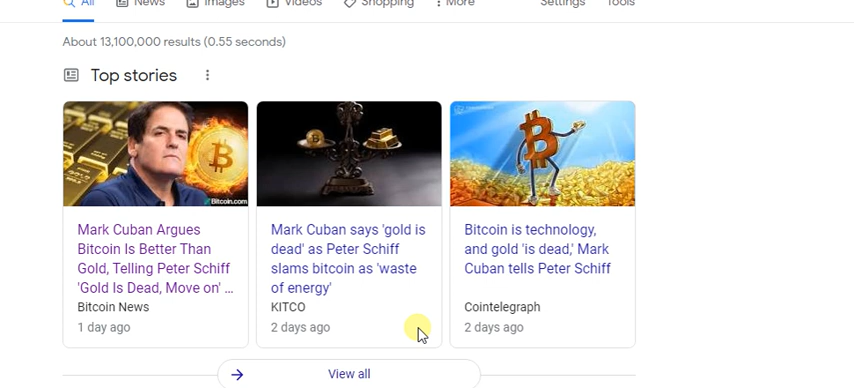 All News Images Videos Shopping More Settings Tools
About 13,100,000 results (0.55 seconds)
Top stories
Bitcoin.com
Mark Cuban Argues
Bitcoin Is Better Than
Gold, Telling Peter Schiff
'Gold Is Dead, Move on' ...
Bitcoin News
1 day ago
Mark Cuban says 'gold is
dead' as Peter Schiff
slams bitcoin as 'waste
of energy'
KITCO
2 days ago
Bitcoin is technology,
and gold 'is dead,' Mark
Cuban tells Peter Schiff
Cointelegraph
2 days ago
View all